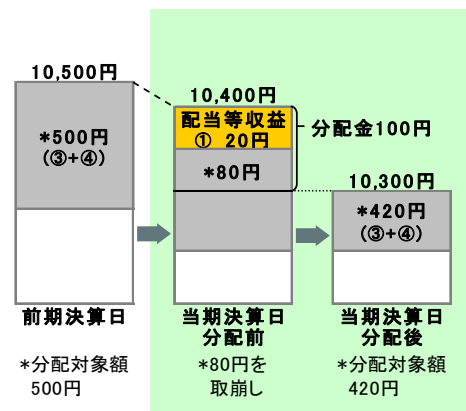 10,500円
*500円
(③+④)
前期決算日
*分配対象額
500円
10,400円
配当等収益
① 20円
*80円
分配金100円
当期決算日
分配前
*80円を
取崩し
10,300円
*420円
(③+④)
当期決算日
分配後
*分配対象額
420円